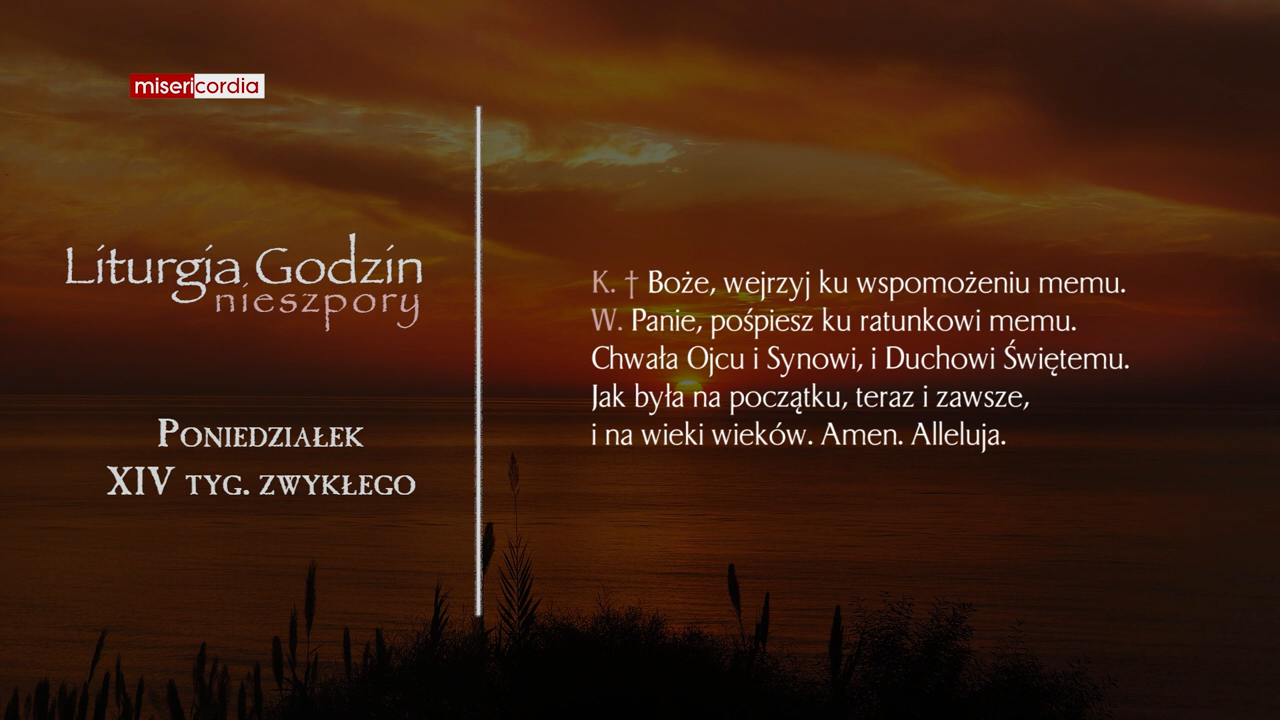 misericordia
Liturgia Godzin
nieszpory
Poniedziałek
XIV tyg. zwykłego
K. † Boże, wejrzyj ku wspomożeniu memu.
W. Panie, pośpiesz ku ratunkowi memu.
Chwała Ojcu i Synowi, i Duchowi Świętemu.
Jak była na początku, teraz i zawsze,
i na wieki wieków. Amen. Alleluja.